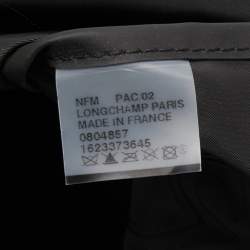 NFM PAC 02
LONGCHAMP PARIS
MADE IN FRANCE
0804857
1623373645